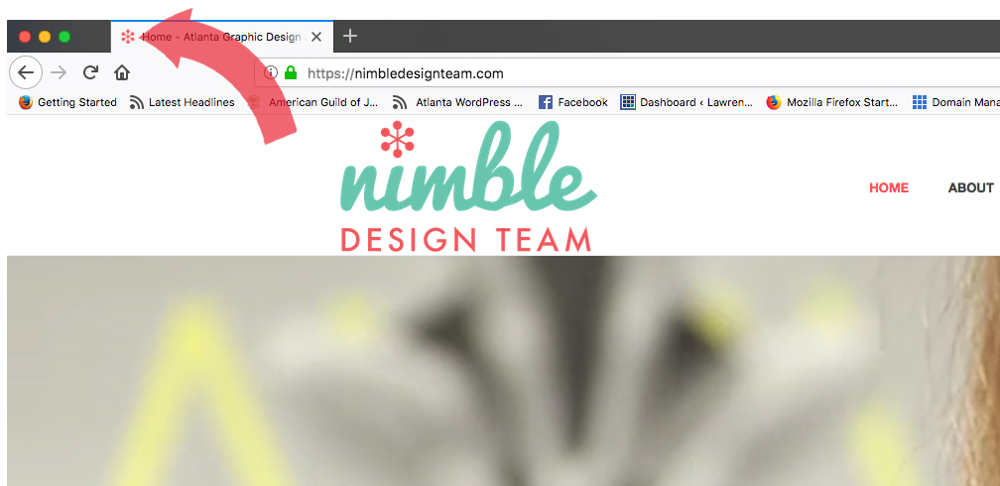 Home - Atlanta Graphic Design
https://nimbledesignteam.com
Getting Started Latest Headlines American Guild of J... Atlanta WordPress ... Facebook Dashboard ‹ Lawren... Mozilla Firefox Start... Domain Mana
nimble
DESIGN TEAM
HOME ABOUT